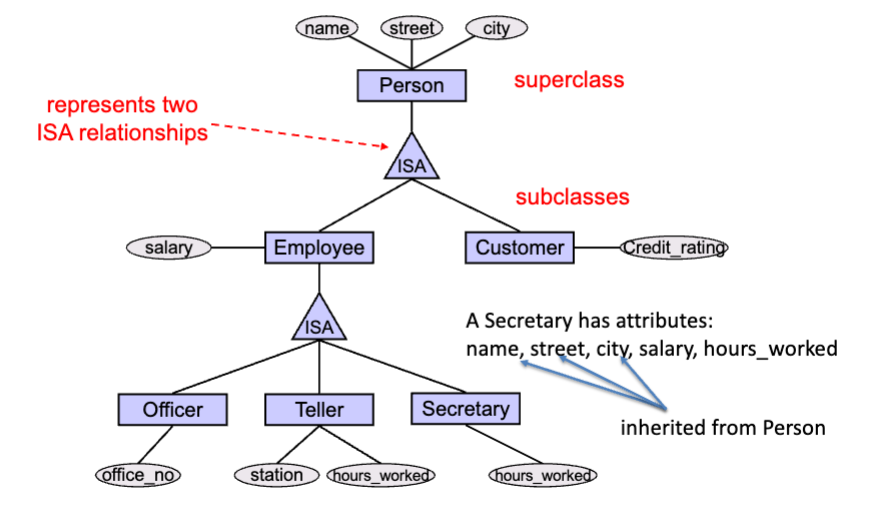 name street city
Person
superclass
represents two
ISA relationships
ISA
subclasses
salary Employee Customer Credit_rating
ISA
A Secretary has attributes:
name, street, city, salary, hours_worked
Officer Teller Secretary
inherited from Person
office_no station hours_worked hours_worked